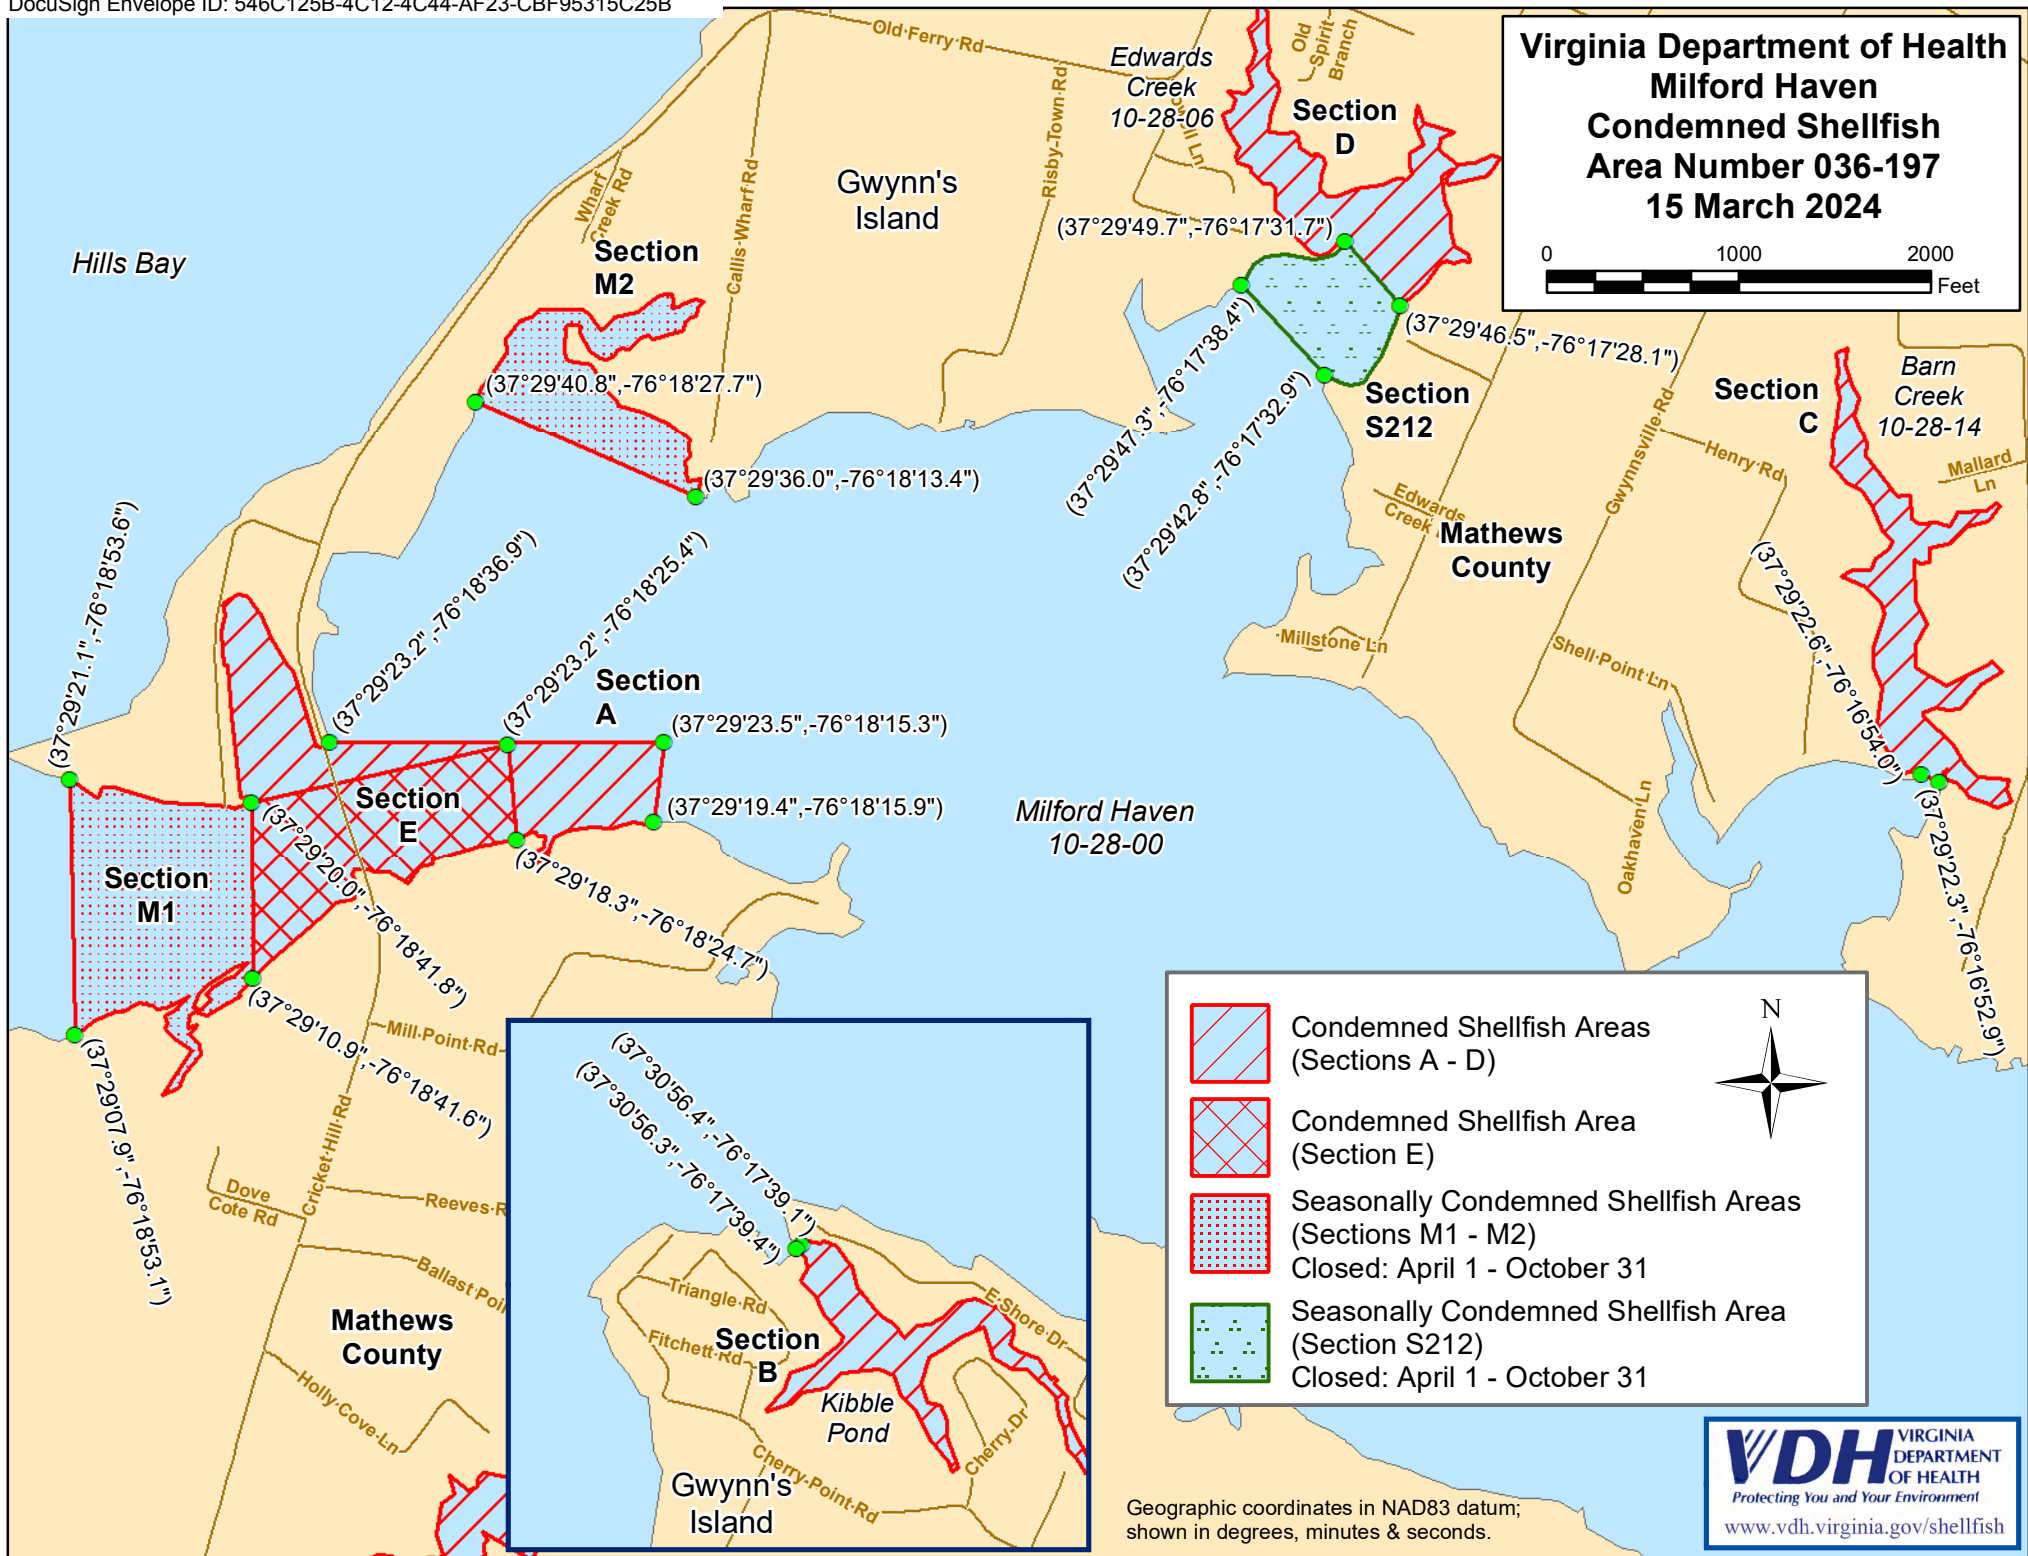 DocuSign Envelope ID: 546C125B-4C12-4C44-AF23-CBF95315C25B
Virginia Department of Health
Milford Haven
Condemned Shellfish
Area Number 036-197
15 March 2024
0 1000 2000
Feet
Old Ferry Rd
Edwards
Creek
10-28-06
Old
Spirit
Branch
Section
D
Risby Town Rd
Gwynn's
Island
Wharf
Creek Rd
Callis Wharf Rd
Hills Bay
Section
M2
(37°29'49.7",-76°17'31.7")
(37°29'47.3",-76°17'38.4")
(37°29'46.5",-76°17'28.1")
(37°29'42.8",-76°17'32.9")
Section
S212
(37°29'40.8",-76°18'27.7")
(37°29'36.0",-76°18'13.4")
Section
C
Barn
Creek
10-28-14
Mallard
Ln
Henry Rd
Gwynnsville Rd
Edwards
Creek
Mathews
County
(37°29'21.1",-76°18'53.6")
(37°29'23.2",-76°18'36.9")
(37°29'23.2",-76°18'25.4")
Millstone Ln
Shell Point Ln
(37°29'22.6",-76°16'54.0")
(37°29'22.3",-76°16'52.9")
Section
A
(37°29'23.5",-76°18'15.3")
(37°29'19.4",-76°18'15.9")
Section
E
Milford Haven
10-28-00
Oakhaven Ln
Section
M1
(37°29'20.0",-76°18'41.8")
(37°29'18.3",-76°18'24.7")
(37°29'10.9",-76°18'41.6")
(37°29'07.9",-76°18'53.1")
Mill Point Rd
Cricket Hill Rd
Dove
Cote Rd
Reeves R
Ballast Poi
Mathews
County
Holly Cove Ln
(37°30'56.4",-76°17'39.1")
(37°30'56.3",-76°17'39.4")
Triangle Rd
Fitchett Rd
Section
B
E Shore Dr
Kibble
Pond
Cherry Dr
Cherry Point Rd
Gwynn's
Island
Condemned Shellfish Areas
(Sections A - D)
N
Condemned Shellfish Area
(Section E)
Seasonally Condemned Shellfish Areas
(Sections M1 - M2)
Closed: April 1 - October 31
Seasonally Condemned Shellfish Area
(Section S212)
Closed: April 1 - October 31
Geographic coordinates in NAD83 datum;
shown in degrees, minutes & seconds.
VDH VIRGINIA
DEPARTMENT
OF HEALTH
Protecting You and Your Environment
www.vdh.virginia.gov/shellfish